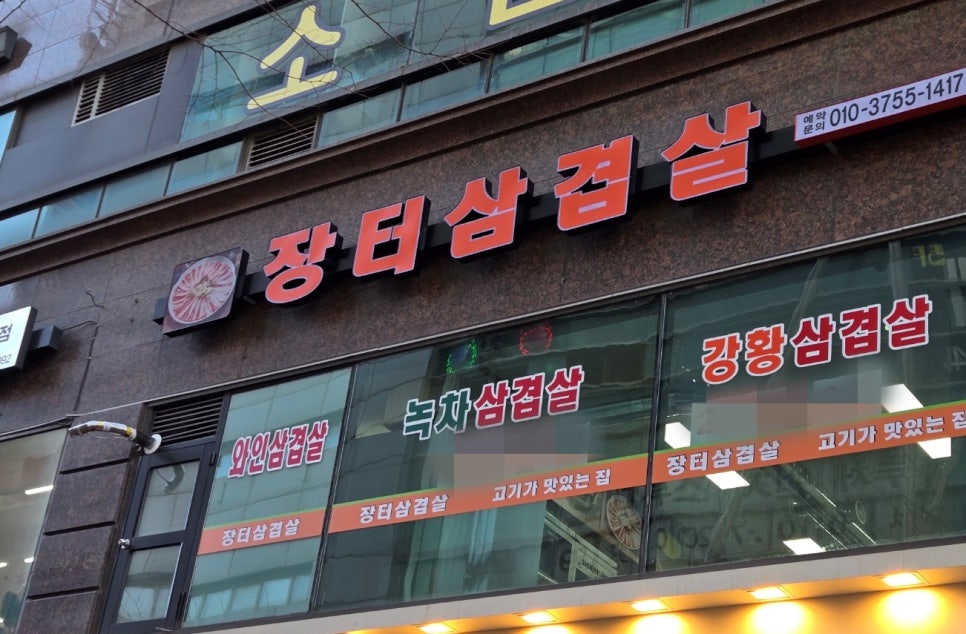 소
예약
문의 010-3755-1417
장터삼겹살
점
092
와인삼겹살
녹차삼겹살
강황삼겹살
장터삼겹살
장터삼겹살 고기가 맛있는 집
장터삼겹살 고기가 맛있는 집